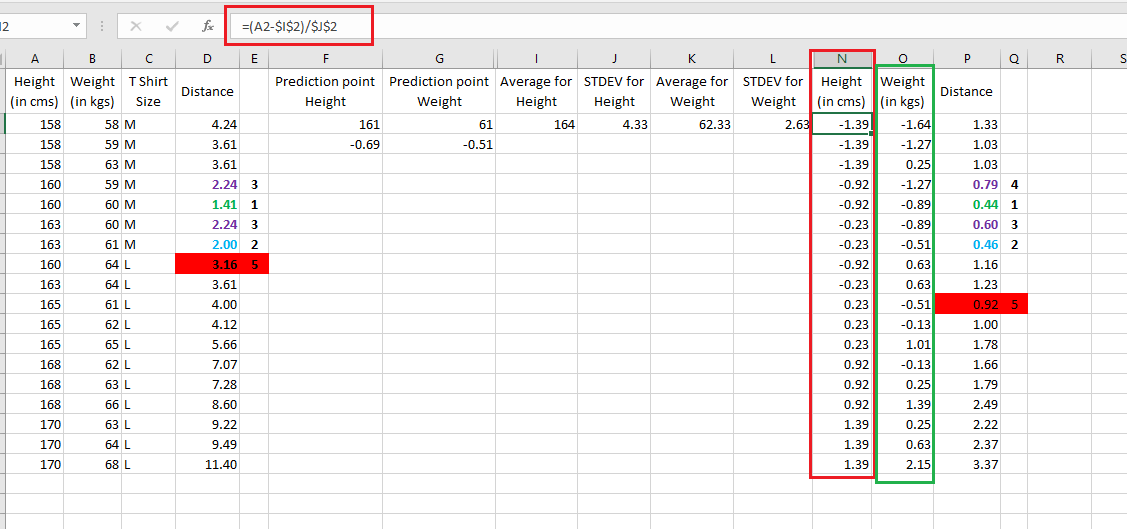 I2 fx =(A2-$I$2)/$J$2
A B C D E F G I J K L N O P Q R S
Height Weight T Shirt Distance Prediction point Prediction point Average for STDEV for Average for STDEV for Height Weight Distance
(in cms) (in kgs) Size Height Weight Height Height Weight Weight (in cms) (in kgs)
158 58 M 4.24 161 61 164 4.33 62.33 2.63 -1.39 -1.64 1.33
158 59 M 3.61 -0.69 -0.51 -1.39 -1.27 1.03
158 63 M 3.61 -1.39 0.25 1.03
160 59 M 2.24 3 -0.92 -1.27 0.79 4
160 60 M 1.41 1 -0.92 -0.89 0.44 1
163 60 M 2.24 3 -0.23 -0.89 0.60 3
163 61 M 2.00 2 -0.23 -0.51 0.46 2
160 64 L 3.16 5 -0.92 0.63 1.16
163 64 L 3.61 -0.23 0.63 1.23
165 61 L 4.00 0.23 -0.51 0.92 5
165 62 L 4.12 0.23 -0.13 1.00
165 65 L 5.66 0.23 1.01 1.78
168 62 L 7.07 0.92 -0.13 1.66
168 63 L 7.28 0.92 0.25 1.79
168 66 L 8.60 0.92 1.39 2.49
170 63 L 9.22 1.39 0.25 2.22
170 64 L 9.49 1.39 0.63 2.37
170 68 L 11.40 1.39 2.15 3.37